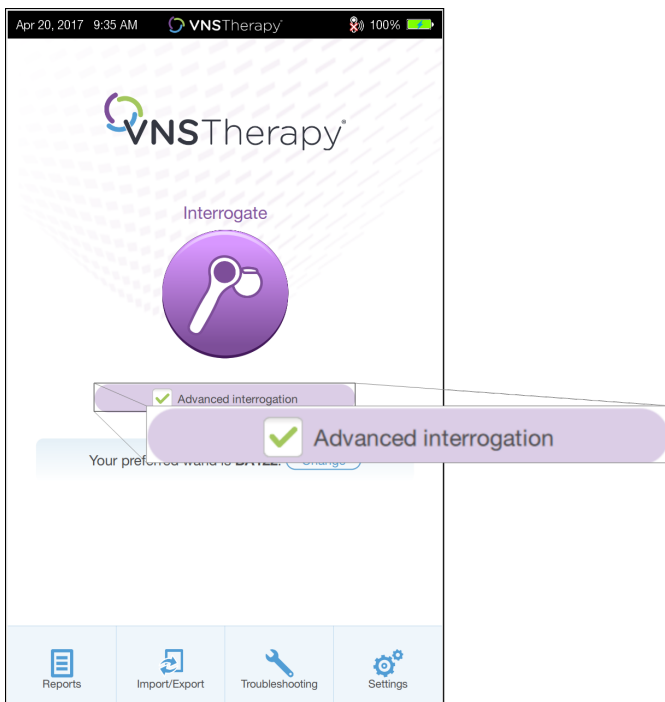 Apr 20, 2017 9:35 AM VNSTherapy 100%
VNSTherapy
Interrogate
Advanced interrogation
Advanced interrogation
Your preferred wand is
Reports Import/Export Troubleshooting Settings